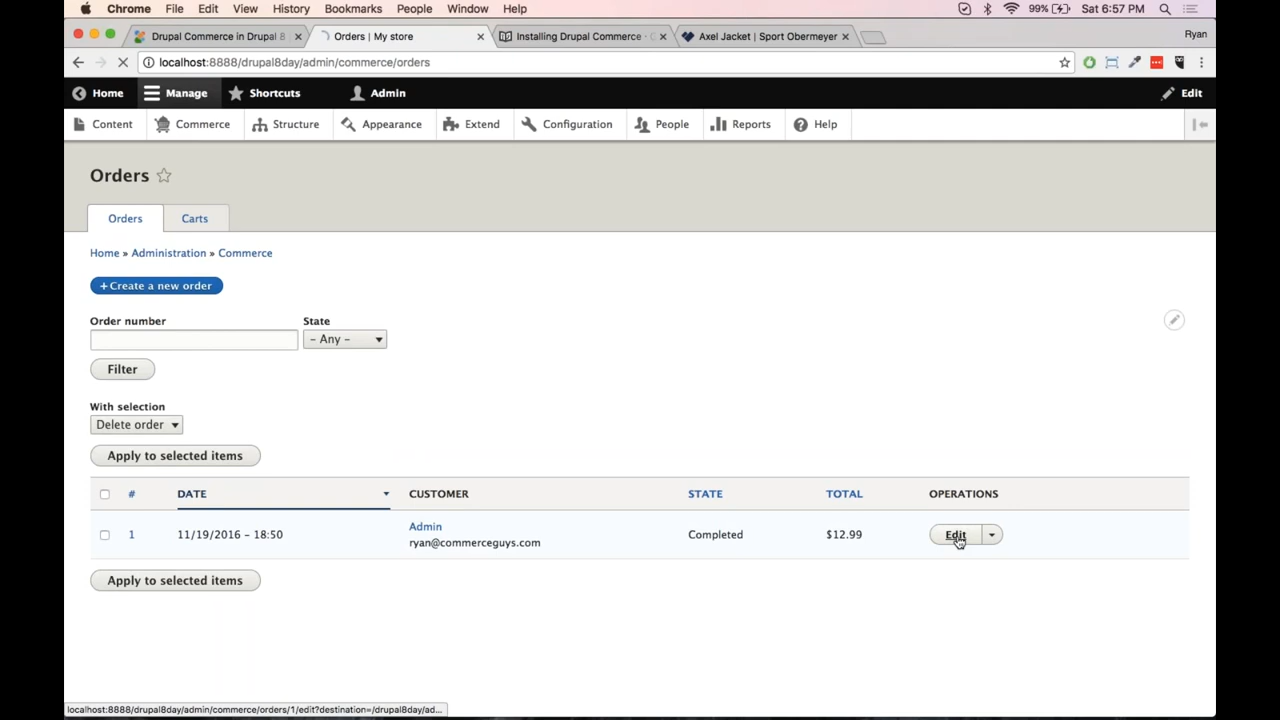 Chrome File Edit View History Bookmarks People Window Help 99% Sat 6:57 PM
Drupal Commerce in Drupal 8 Orders | My store Installing Drupal Commerce · Axel Jacket | Sport Obermeyer Ryan
localhost:8888/drupal8day/admin/commerce/orders
Home Manage Shortcuts Admin Edit
Content Commerce Structure Appearance Extend Configuration People Reports Help
Orders
Orders Carts
Home » Administration » Commerce
+ Create a new order
Order number State
– Any –
Filter
With selection
Delete order
Apply to selected items
# DATE CUSTOMER STATE TOTAL OPERATIONS
1 11/19/2016 – 18:50 Admin Completed $12.99 Edit
ryan@commerceguys.com
Apply to selected items
localhost:8888/drupal8day/admin/commerce/orders/1/edit?destination=/drupal8day/ad...